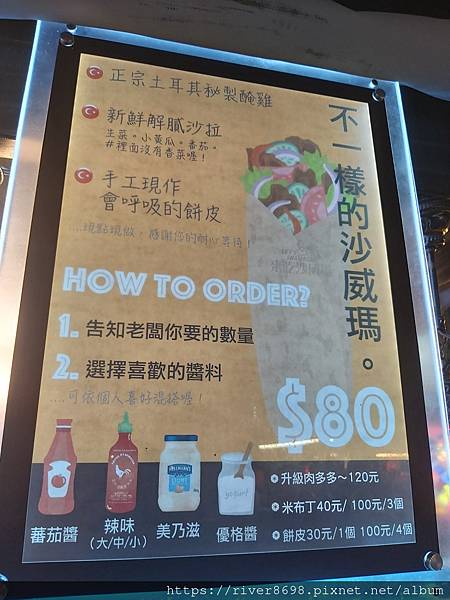 正宗土耳其秘製醃雞
新鮮解膩沙拉
生菜。小黃瓜。番茄。
#裡面沒有香菜喔!
手工現作
會呼吸的餅皮
....現點現做,感謝您的耐心等待!
不一樣的沙威瑪。
HOW TO ORDER?
1. 告知老闆你要的數量
2. 選擇喜歡的醬料
....可依個人喜好混搭喔!
$80
yogurt
蕃茄醬
辣味
(大/中/小)
美乃滋
優格醬
升級肉多多~120元
米布丁40元/ 100元/3個
餅皮30元/1個 100元/4個
https://river8698.pixnet.net/album